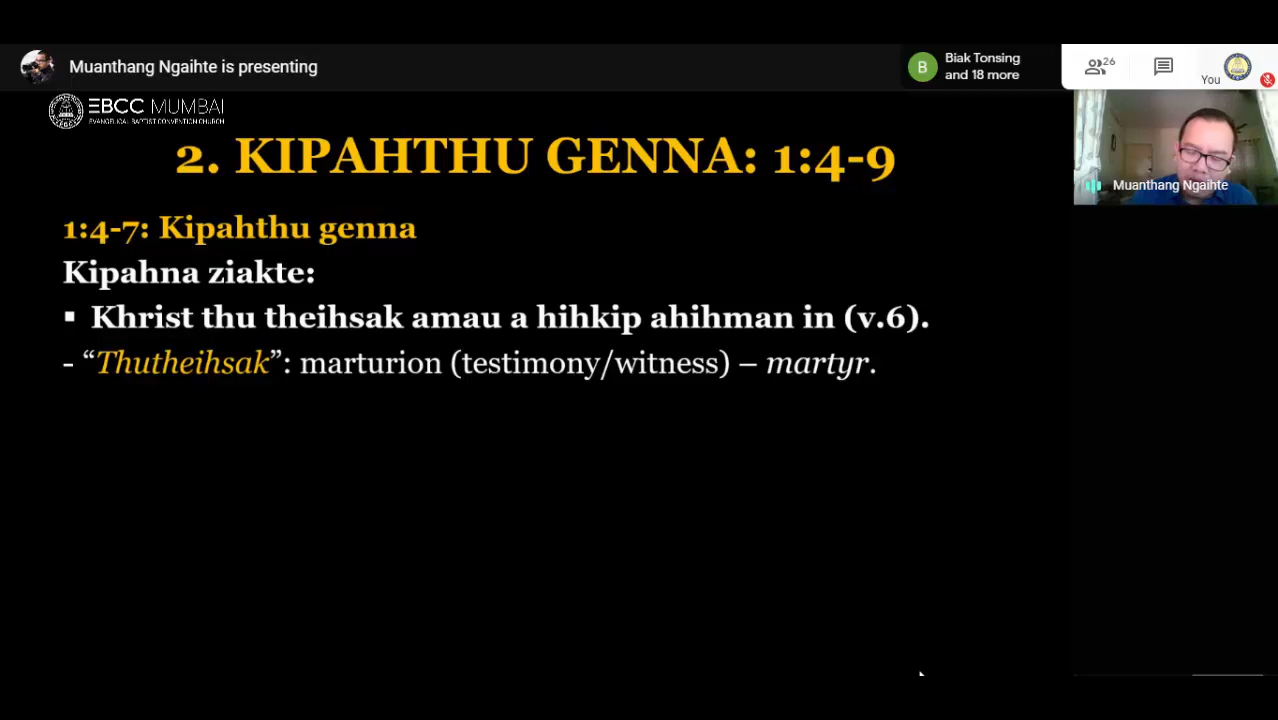 Muanthang Ngaihte is presenting
B
Biak Tonsing
and 18 more
26
You
EBCC MUMBAI
EVANGELICAL BAPTIST CONVENTION CHURCH
2. KIPAHTHU GENNA: 1:4-9
Muanthang Ngaihte
1:4-7: Kipahthu genna
Kipahna ziakte:
▪ Khrist thu theihsak amau a hihkip ahihman in (v.6).
- “Thutheihsak”: marturion (testimony/witness) – martyr.